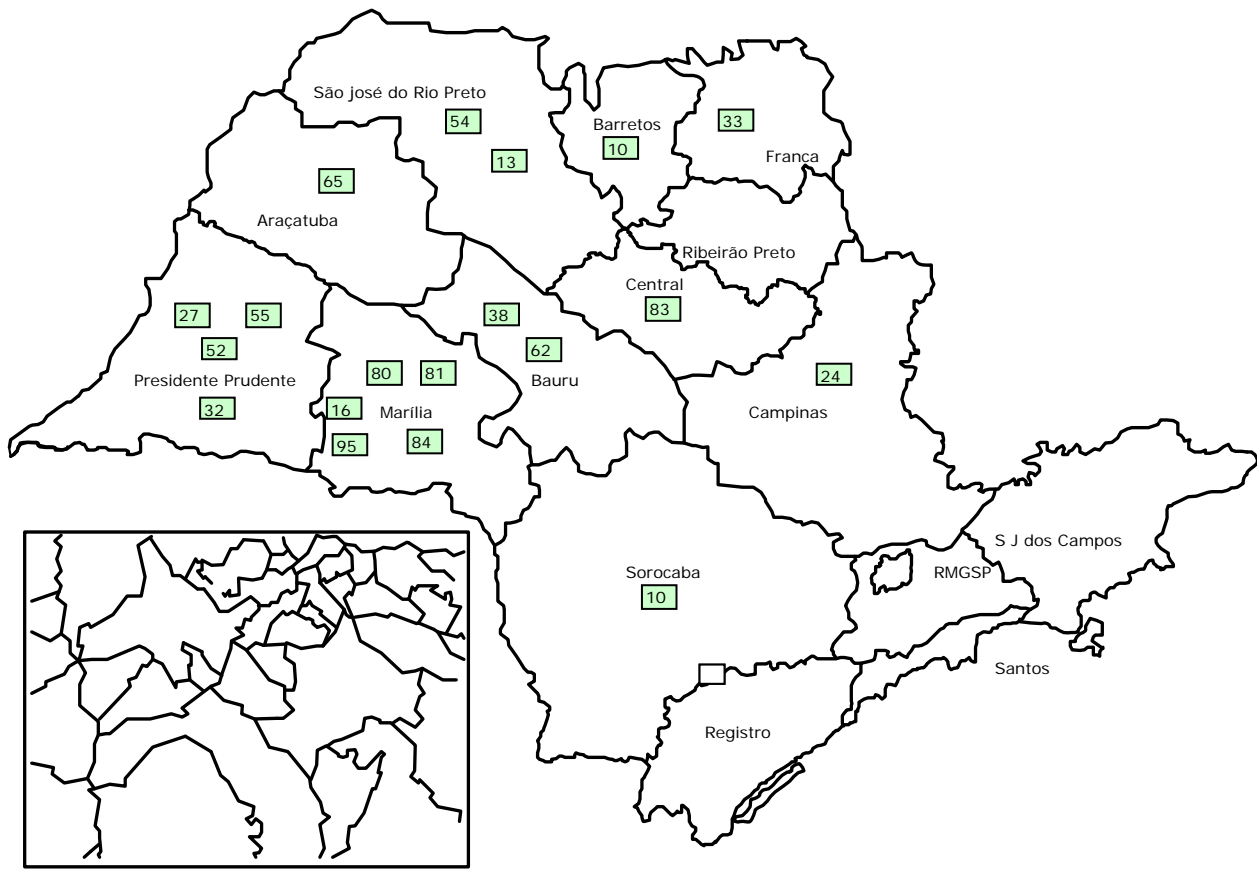 São josé do Rio Preto
54
13
Barretos
10
33
Franca
65
Araçatuba
Ribeirão Preto
Central
83
27
55
52
Presidente Prudente
32
38
62
Bauru
80
81
16
Marília
95
84
24
Campinas
S J dos Campos
RMGSP
Sorocaba
10
Santos
Registro